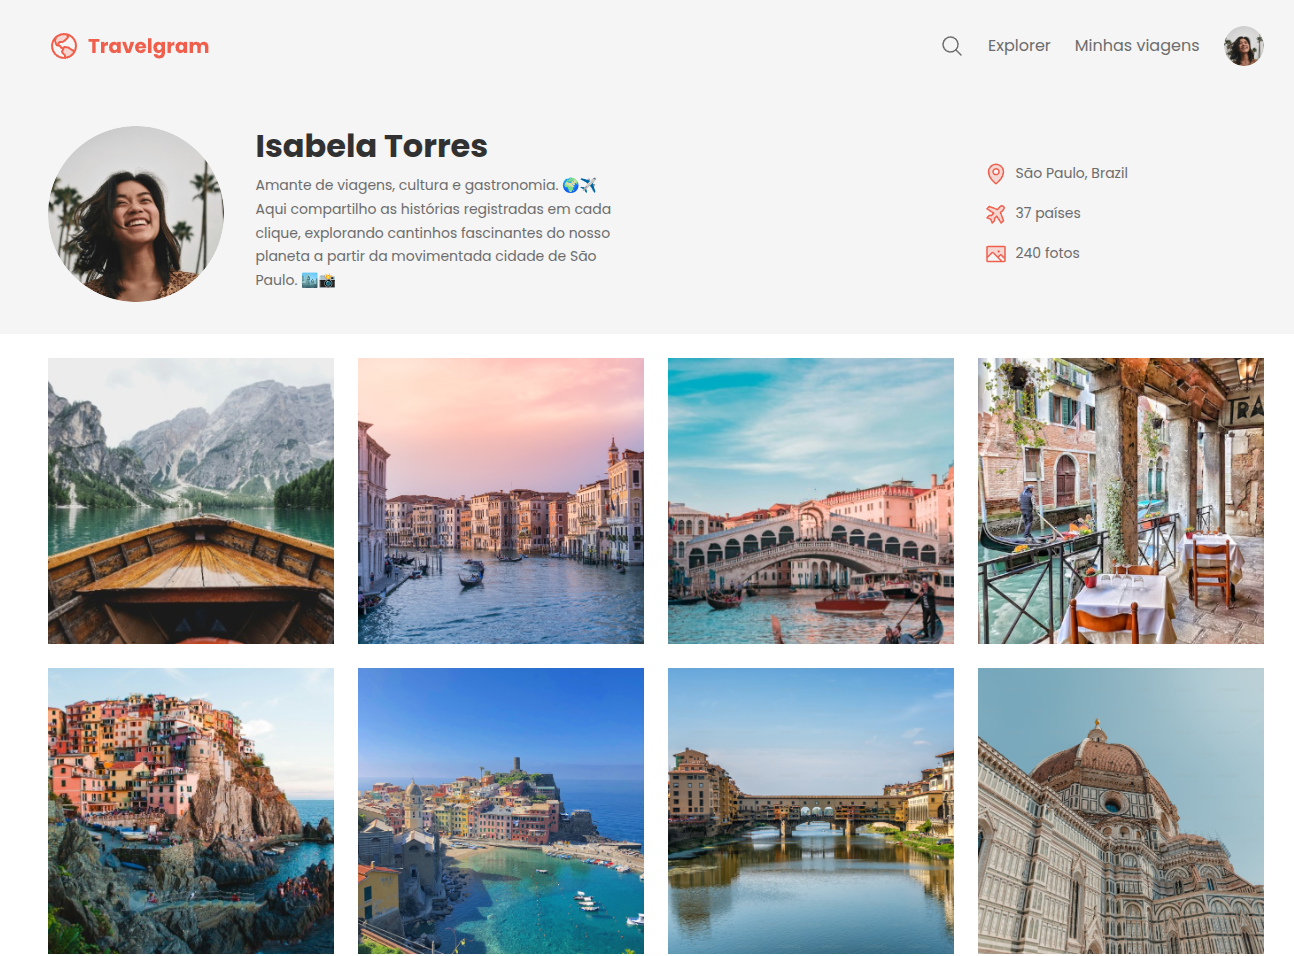 Travelgram
Explorer
Minhas viagens
Isabela Torres
Amante de viagens, cultura e gastronomia. 🌍✈️
Aqui compartilho as histórias registradas em cada
clique, explorando cantinhos fascinantes do nosso
planeta a partir da movimentada cidade de São
Paulo. 🏙️📸
São Paulo, Brazil
37 países
240 fotos
TRA